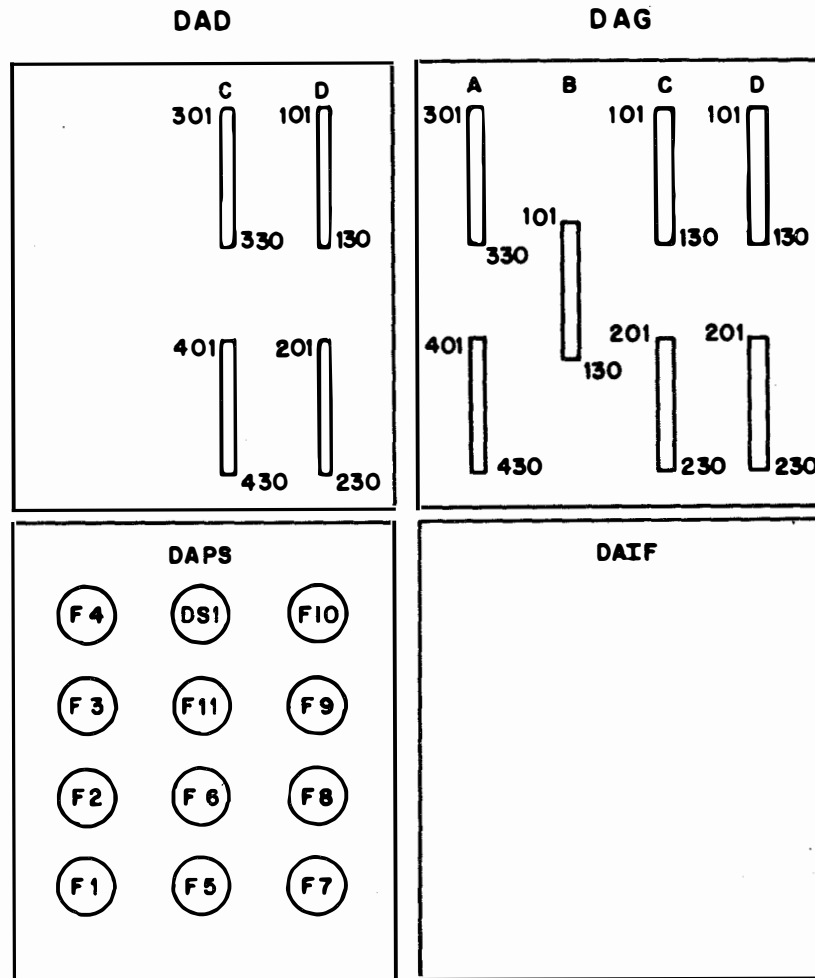 DAD
DAG
C D
301 101
330 130
401 201
430 230
A B C D
301 101 101
101
330 130 130
401 201 201
130
430 230 230
DAPS
F4 DS1 F10
F3 F11 F9
F2 F6 F8
F1 F5 F7
DAIF